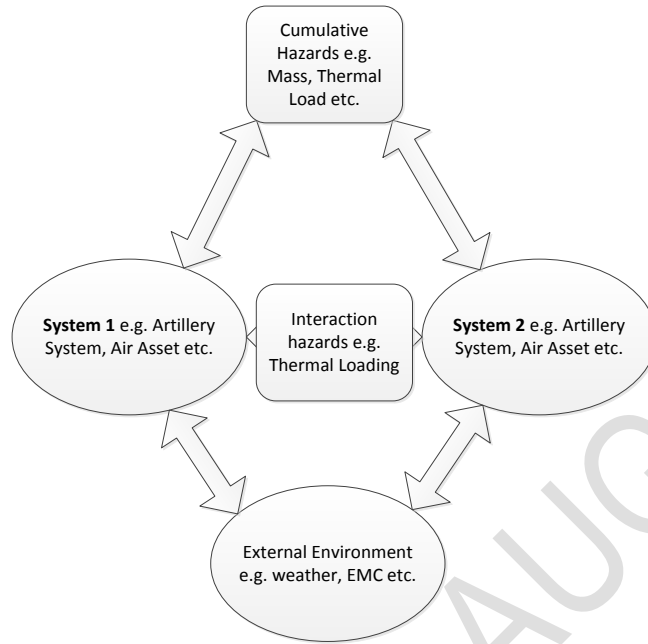 Cumulative
Hazards e.g.
Mass, Thermal
Load etc.
System 1 e.g. Artillery
System, Air Asset etc.
Interaction
hazards e.g.
Thermal Loading
System 2 e.g. Artillery
System, Air Asset etc.
External Environment
e.g. weather, EMC etc.
AUG